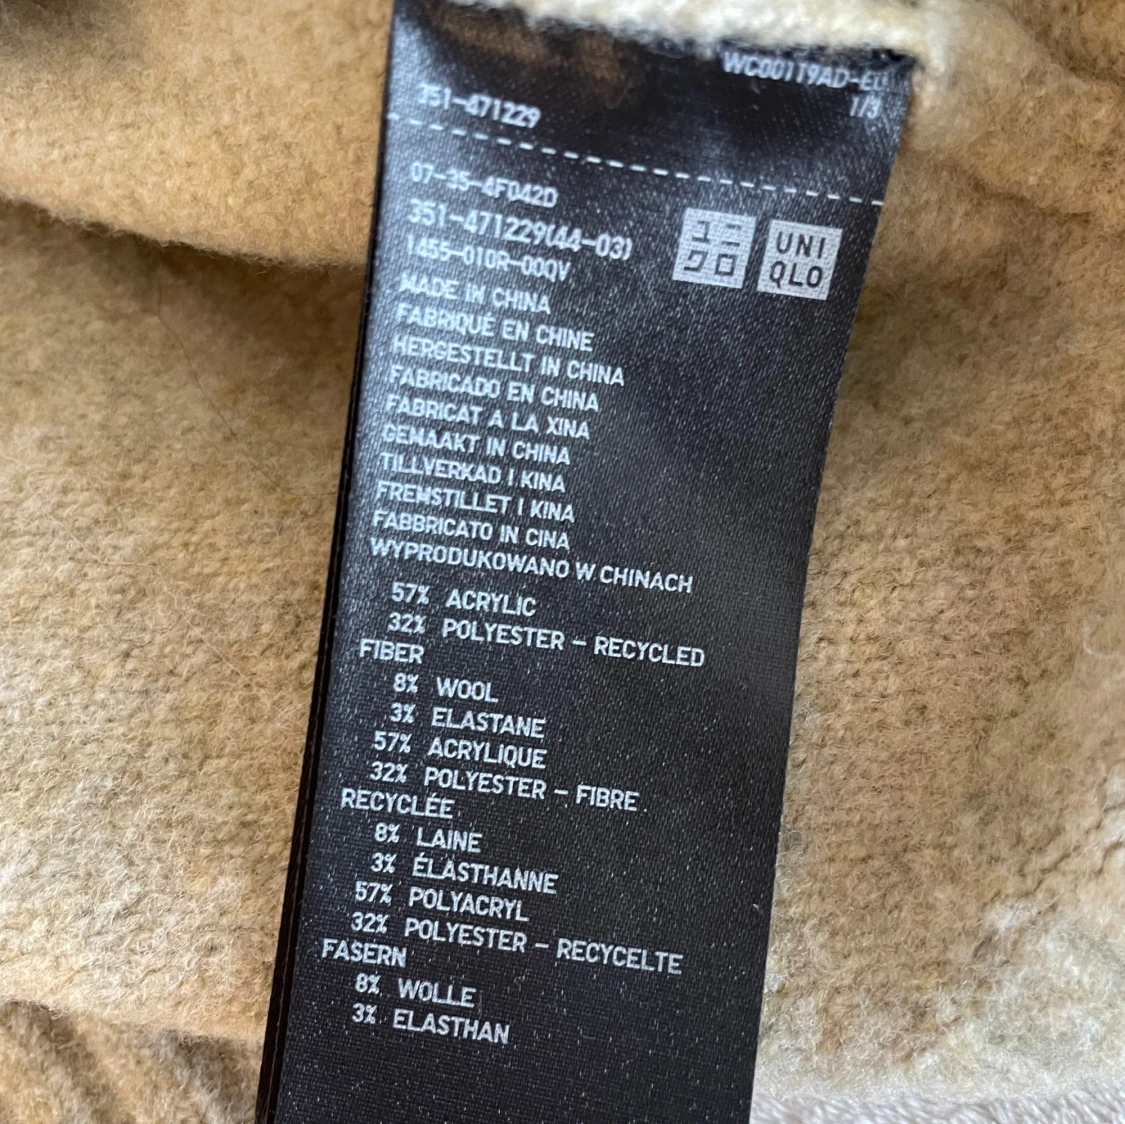 WC00119AD-EU
1/3
351-471229
07-35-4F042D
351-471229(44-03)
1455-010R-00QV
ユニ
クロ
UNI
QLO
MADE IN CHINA
FABRIQUÉ EN CHINE
HERGESTELLT IN CHINA
FABRICADO EN CHINA
FABRICAT A LA XINA
GEMAAKT IN CHINA
TILLVERKAD I KINA
FREMSTILLET I KINA
FABBRICATO IN CINA
WYPRODUKOWANO W CHINACH
57% ACRYLIC
32% POLYESTER - RECYCLED
FIBER
8% WOOL
3% ELASTANE
57% ACRYLIQUE
32% POLYESTER - FIBRE
RECYCLÉE
8% LAINE
3% ÉLASTHANNE
57% POLYACRYL
32% POLYESTER - RECYCELTE
FASERN
8% WOLLE
3% ELASTHAN